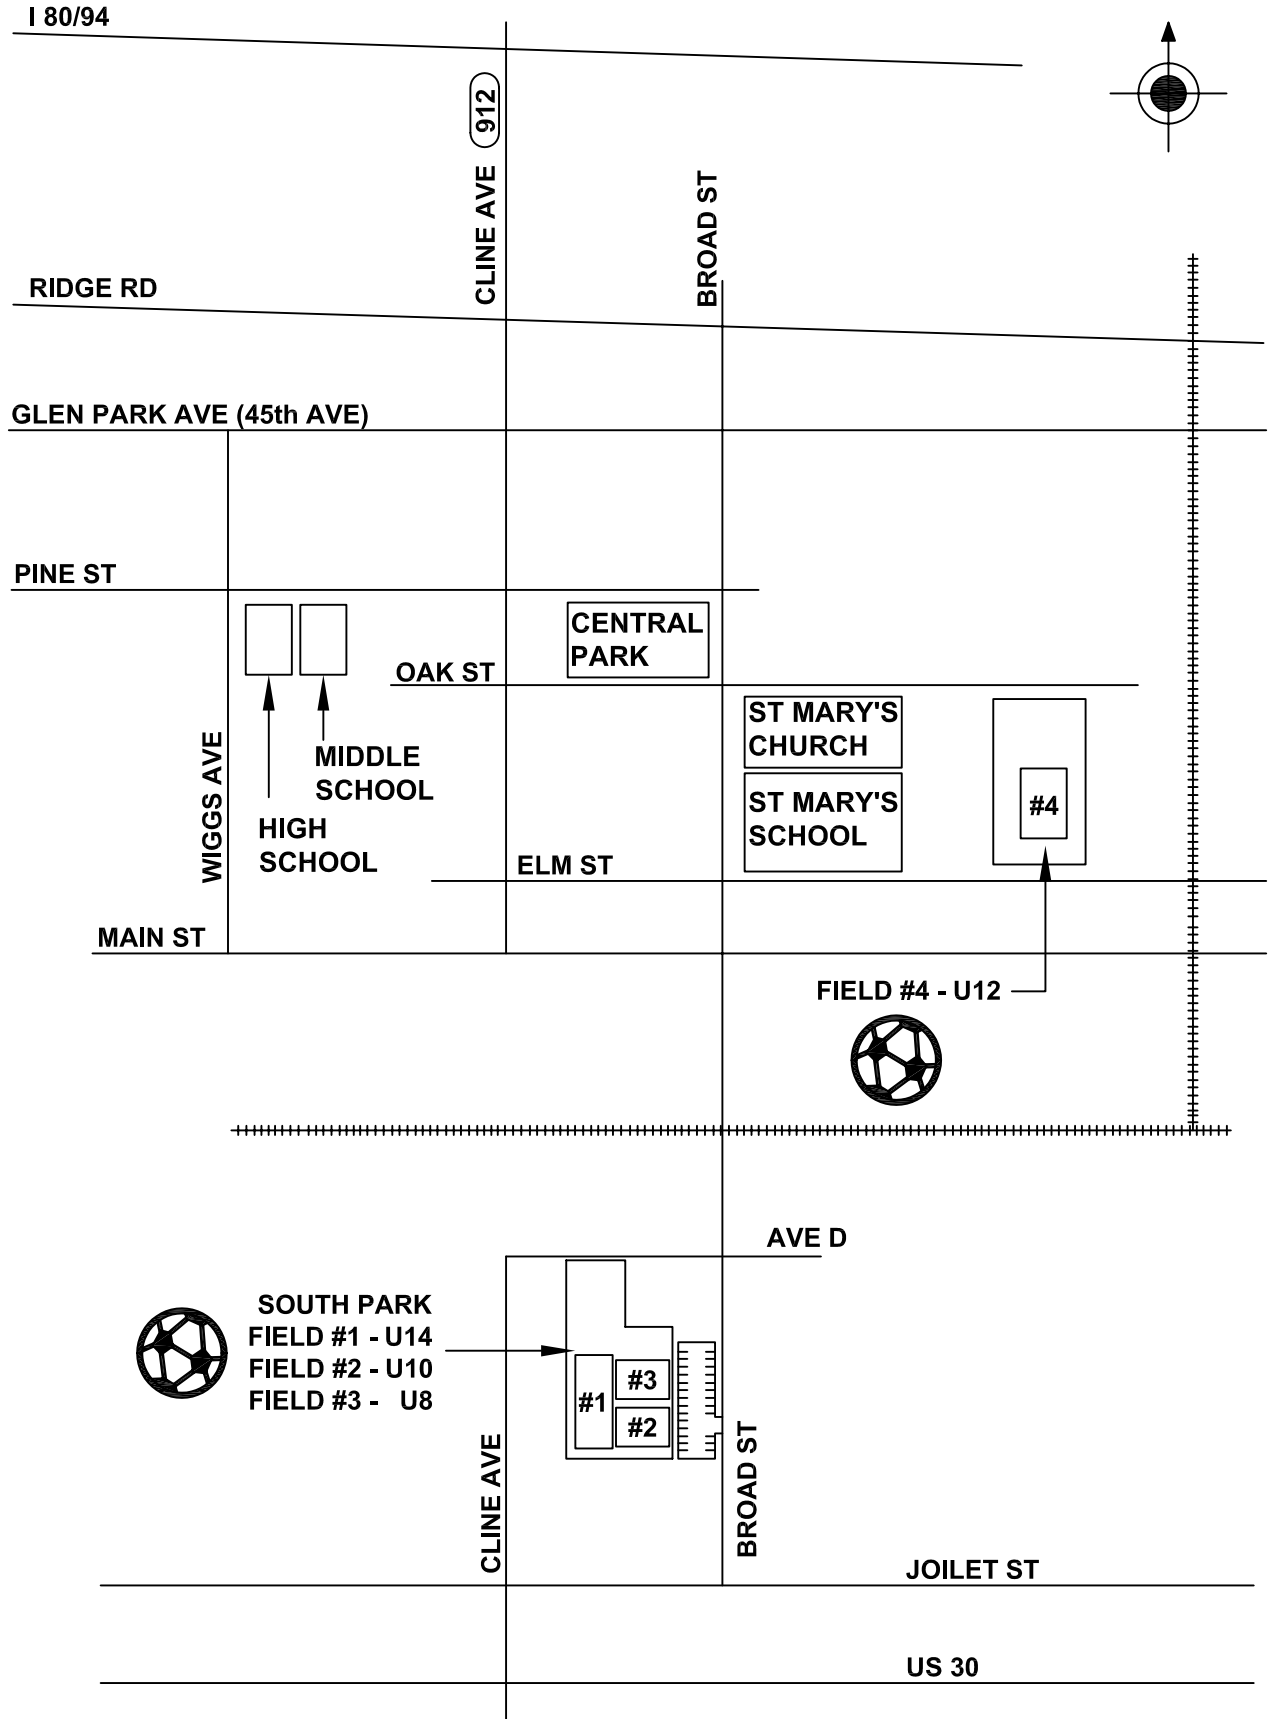 I 80/94
912
CLINE AVE
BROAD ST
RIDGE RD
GLEN PARK AVE (45th AVE)
PINE ST
CENTRAL
PARK
OAK ST
ST MARY'S
CHURCH
MIDDLE
SCHOOL
WIGGS AVE
ST MARY'S
SCHOOL
#4
HIGH
SCHOOL
ELM ST
MAIN ST
FIELD #4 - U12
AVE D
SOUTH PARK
FIELD #1 - U14
FIELD #2 - U10
FIELD #3 - U8
#3
#1
#2
CLINE AVE
BROAD ST
JOILET ST
US 30